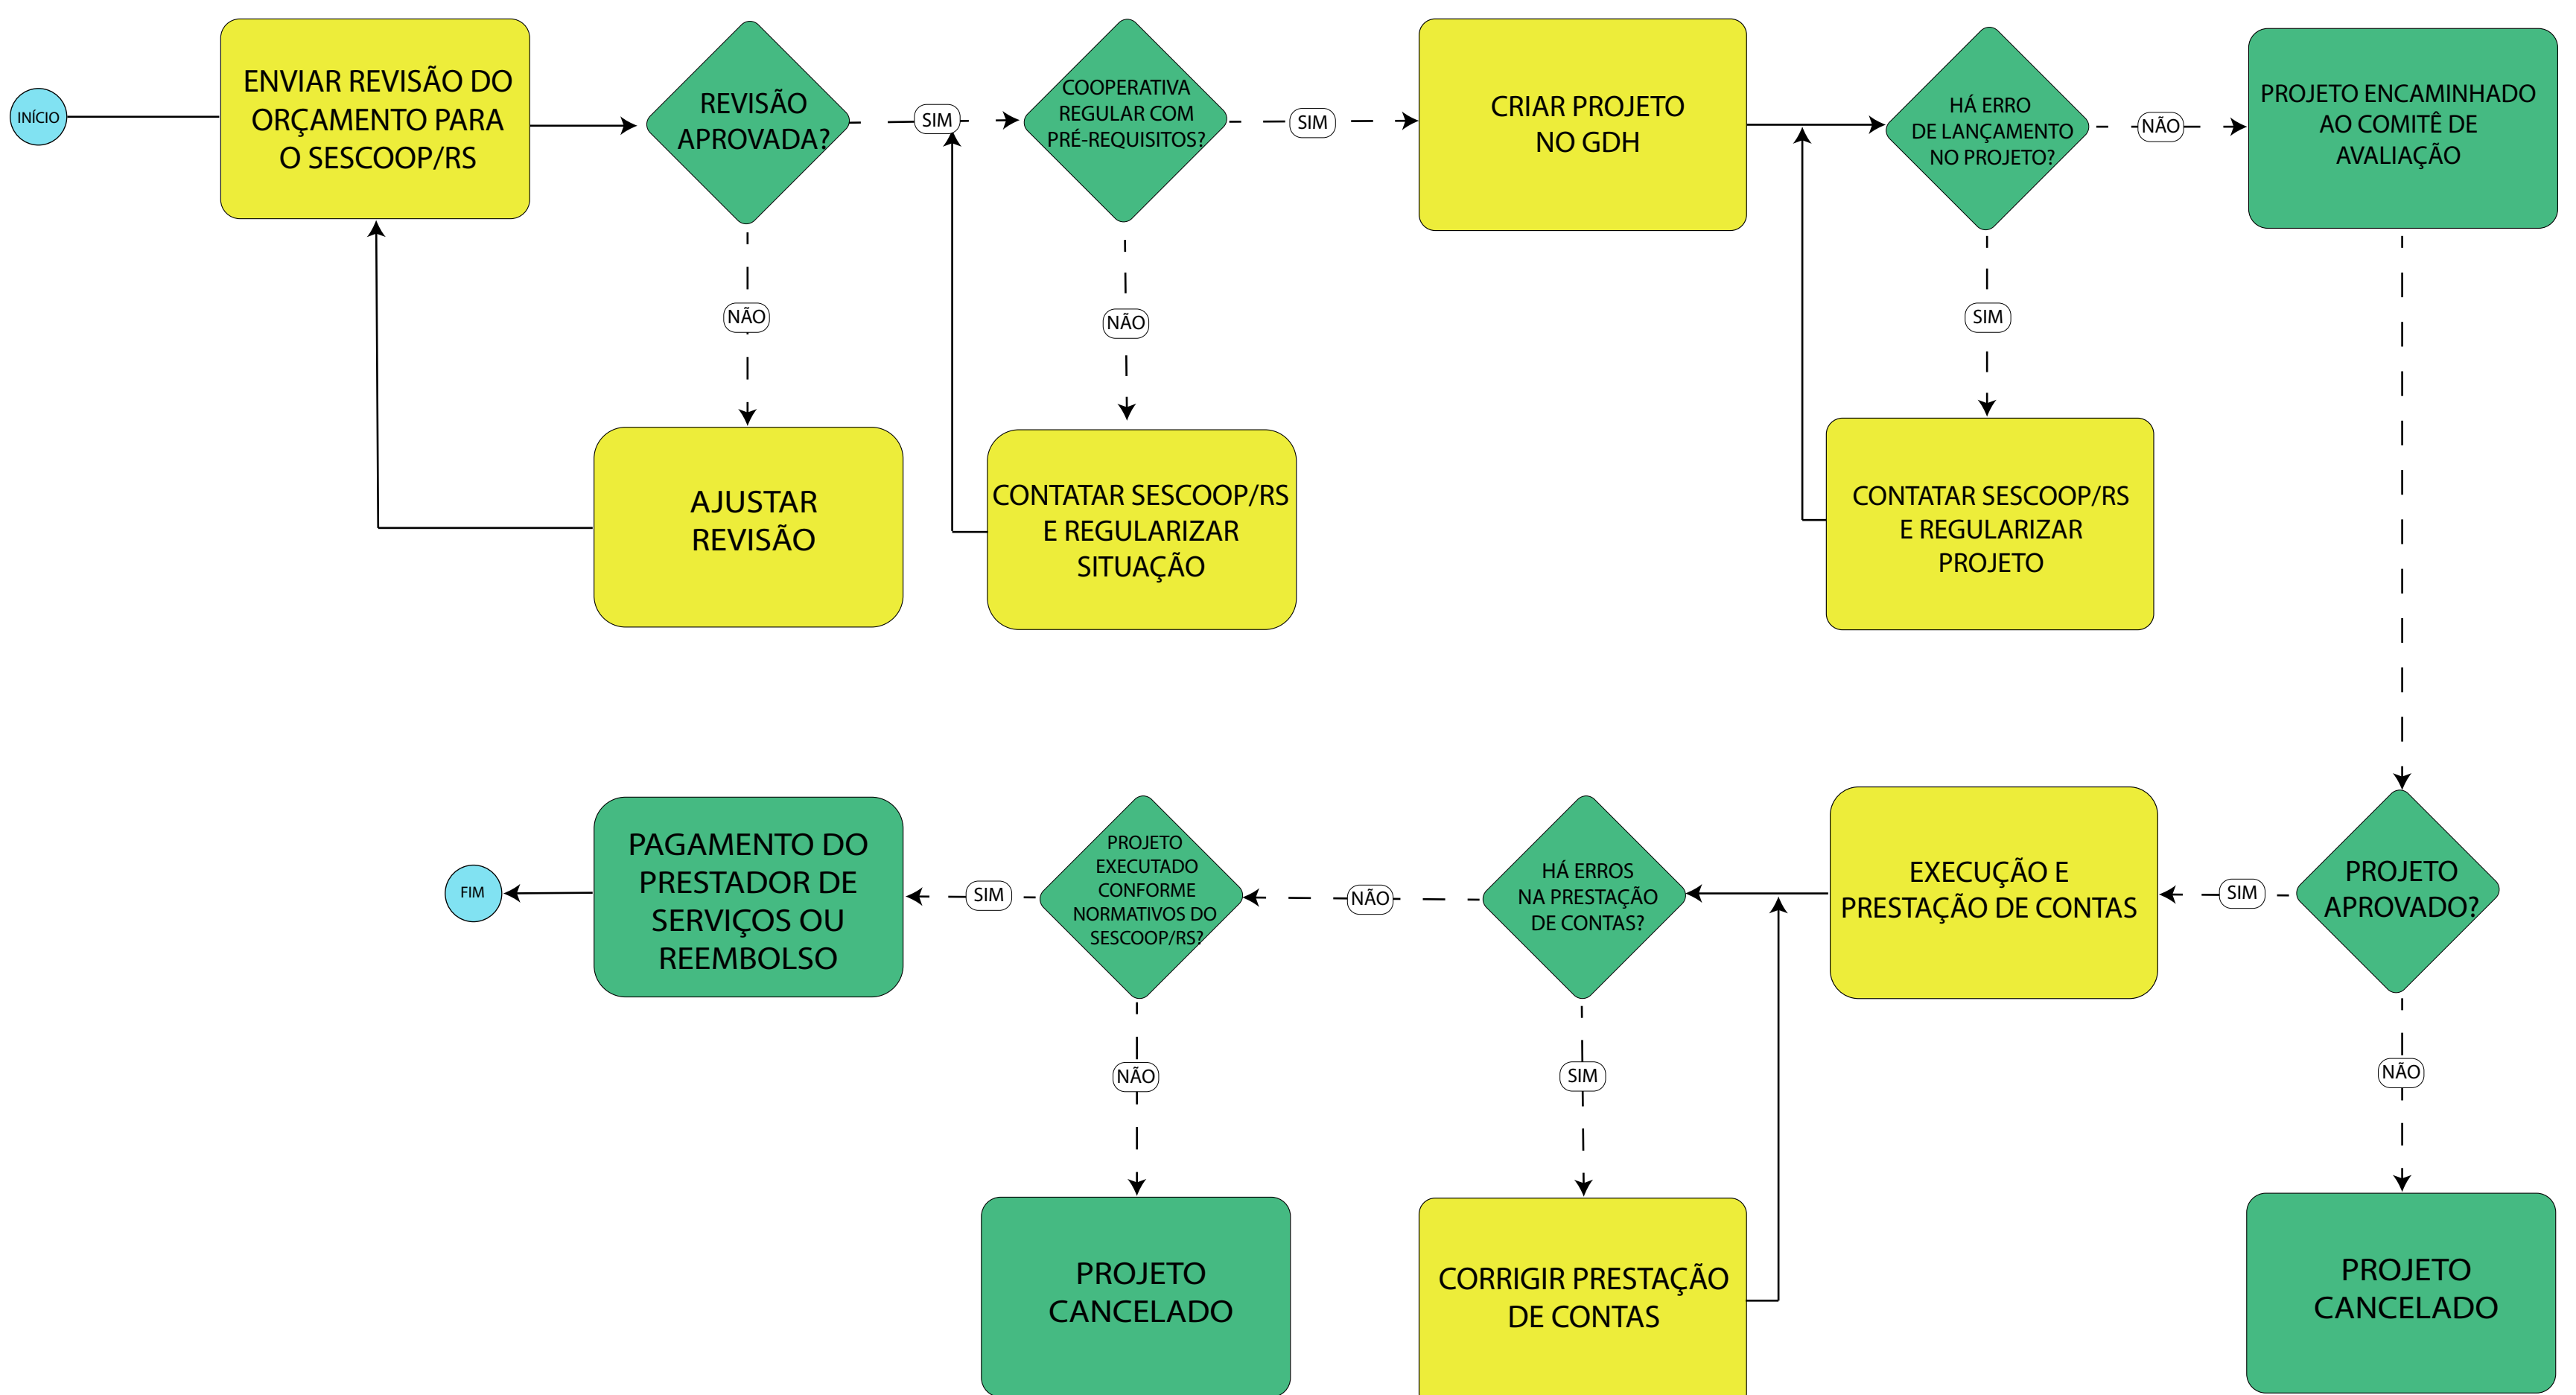 INÍCIO
ENVIAR REVISÃO DO
ORÇAMENTO PARA
O SESCOOP/RS
REVISÃO
APROVADA?
SIM
COOPERATIVA
REGULAR COM
PRÉ-REQUISITOS?
SIM
CRIAR PROJETO
NO GDH
HÁ ERRO
DE LANÇAMENTO
NO PROJETO?
NÃO
PROJETO ENCAMINHADO
AO COMITÊ DE
AVALIAÇÃO
NÃO
NÃO
SIM
AJUSTAR
REVISÃO
CONTATAR SESCOOP/RS
E REGULARIZAR
SITUAÇÃO
CONTATAR SESCOOP/RS
E REGULARIZAR
PROJETO
FIM
PAGAMENTO DO
PRESTADOR DE
SERVIÇOS OU
REEMBOLSO
SIM
PROJETO
EXECUTADO
CONFORME
NORMATIVOS DO
SESCOOP/RS?
NÃO
HÁ ERROS
NA PRESTAÇÃO
DE CONTAS?
EXECUÇÃO E
PRESTAÇÃO DE CONTAS
SIM
PROJETO
APROVADO?
NÃO
SIM
NÃO
PROJETO
CANCELADO
CORRIGIR PRESTAÇÃO
DE CONTAS
PROJETO
CANCELADO